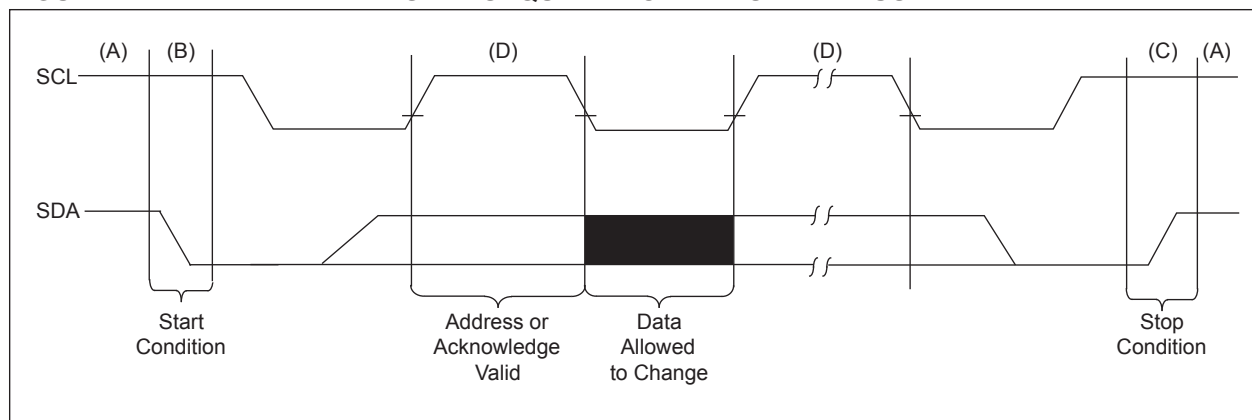 (A) (B) (D) (D) (C) (A)
SCL
SDA
Start
Condition
Address or
Acknowledge
Valid
Data
Allowed
to Change
Stop
Condition